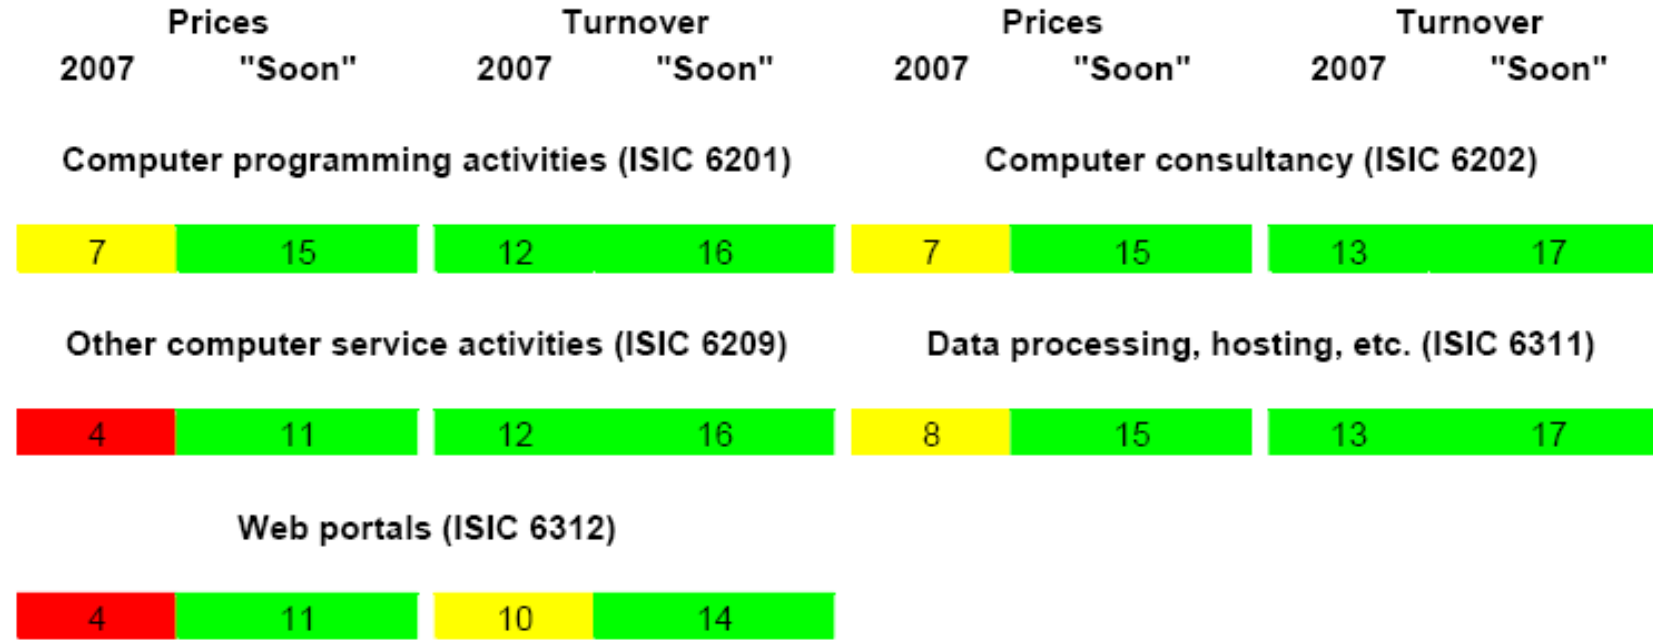 Prices Turnover Prices Turnover
2007 "Soon" 2007 "Soon" 2007 "Soon" 2007 "Soon"
Computer programming activities (ISIC 6201) Computer consultancy (ISIC 6202)
7 15 12 16 7 15 13 17
Other computer service activities (ISIC 6209) Data processing, hosting, etc. (ISIC 6311)
4 11 12 16 8 15 13 17
Web portals (ISIC 6312)
4 11 10 14